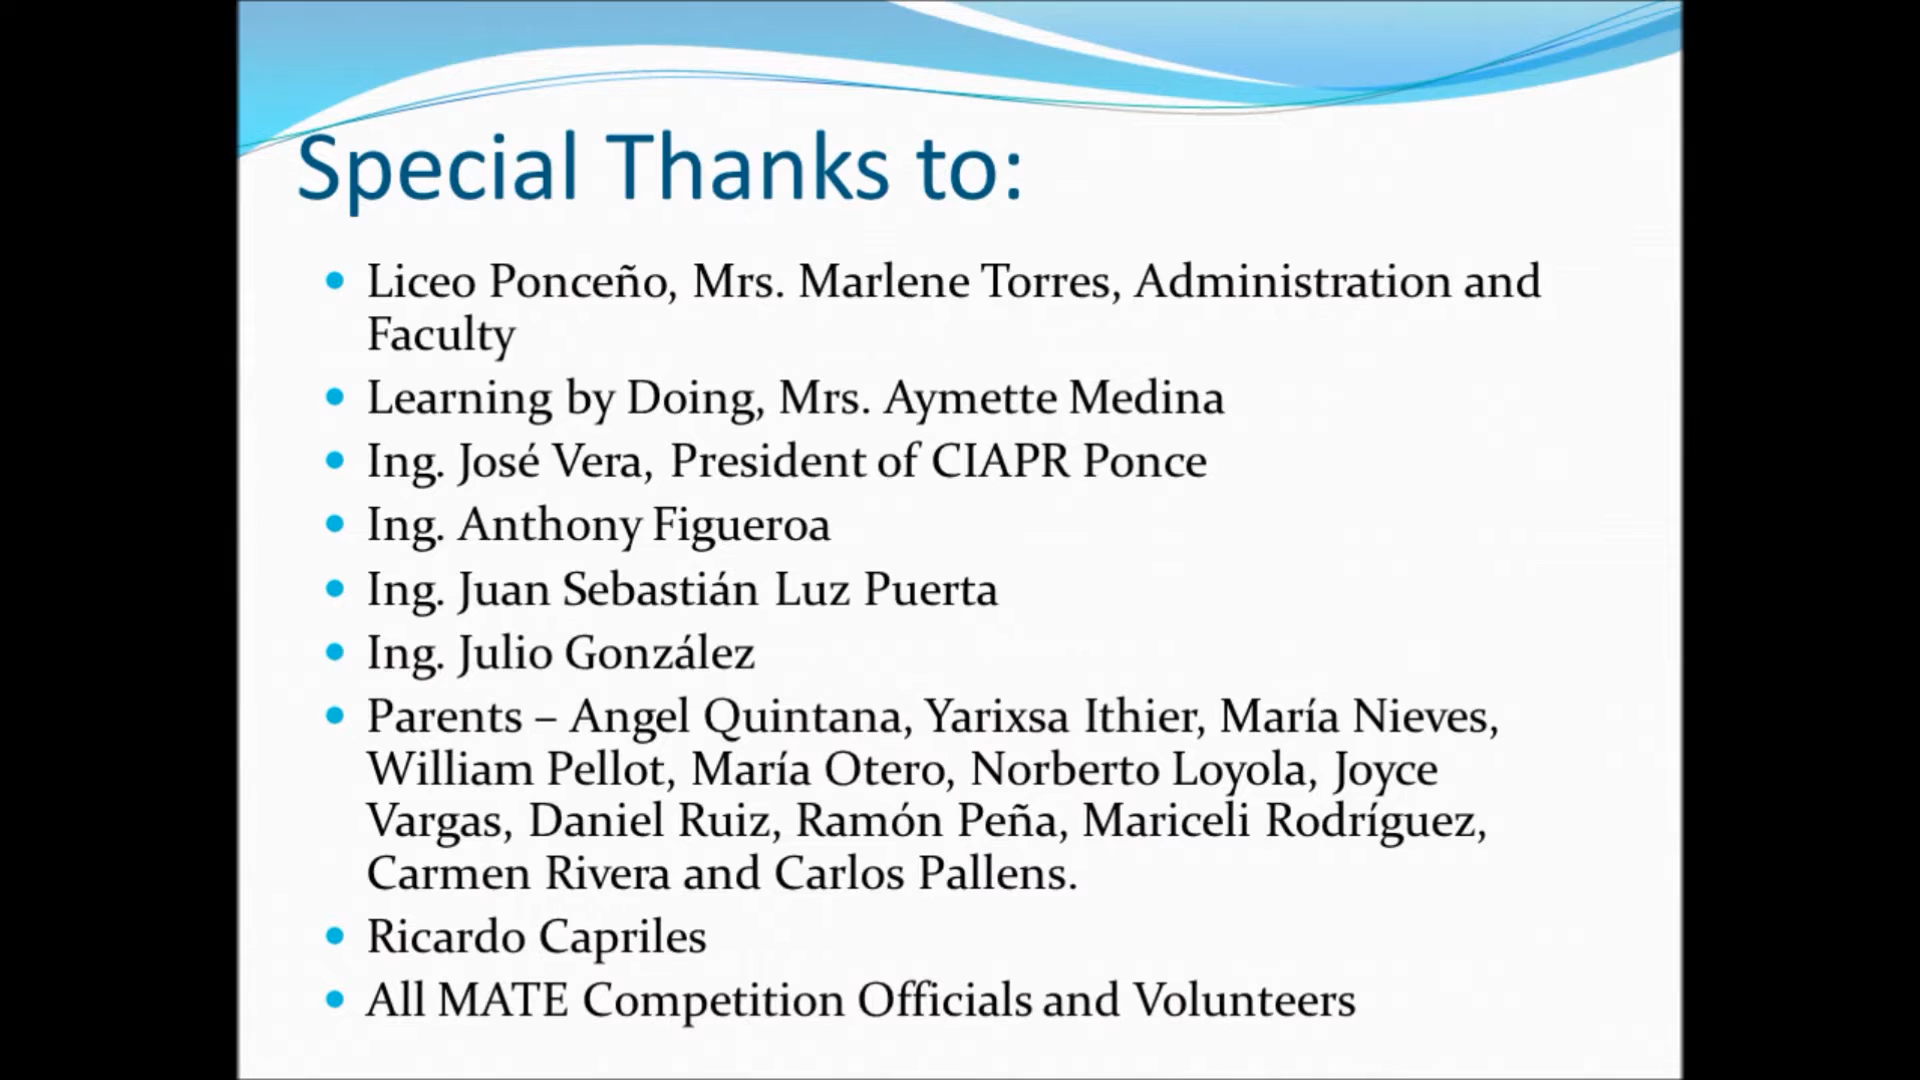 Special Thanks to:
• Liceo Ponceño, Mrs. Marlene Torres, Administration and
Faculty
• Learning by Doing, Mrs. Aymette Medina
• Ing. José Vera, President of CIAPR Ponce
• Ing. Anthony Figueroa
• Ing. Juan Sebastián Luz Puerta
• Ing. Julio González
• Parents – Angel Quintana, Yarixsa Ithier, María Nieves,
William Pellot, María Otero, Norberto Loyola, Joyce
Vargas, Daniel Ruiz, Ramón Peña, Mariceli Rodríguez,
Carmen Rivera and Carlos Pallens.
• Ricardo Capriles
• All MATE Competition Officials and Volunteers